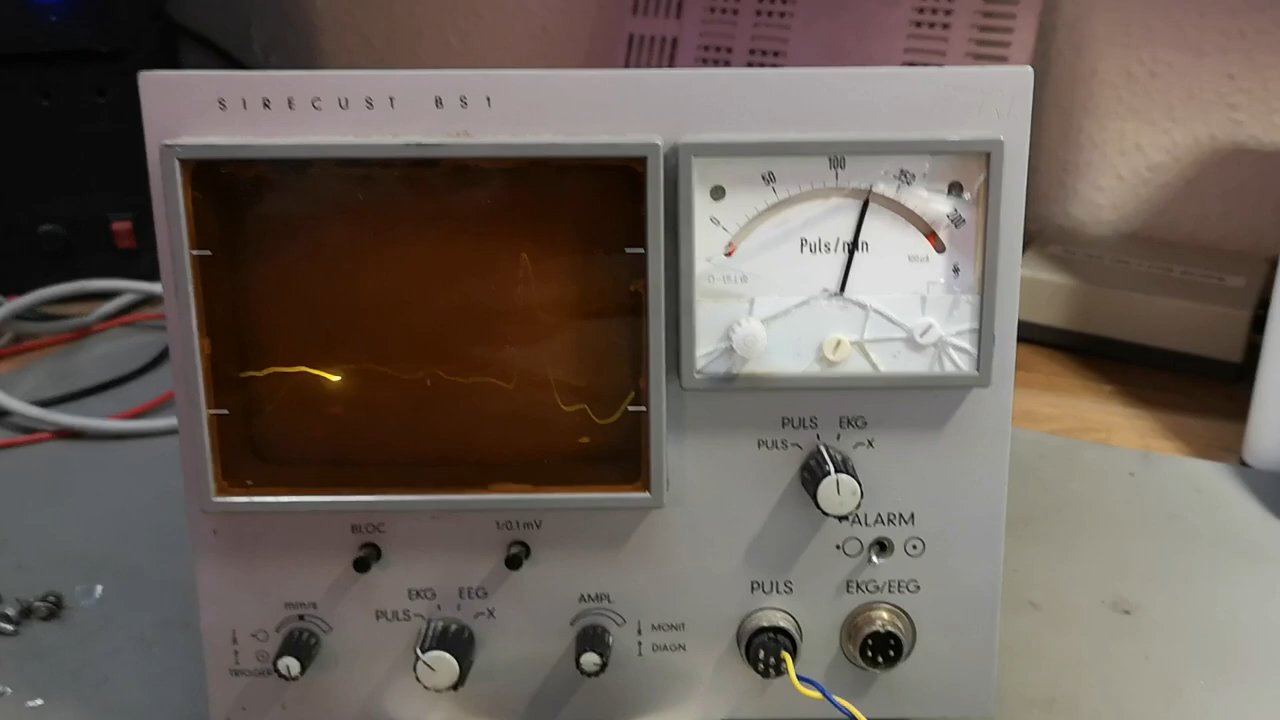 SIRECUST BS1
0 50 100 150 200
Puls/min
100µA
PULS EKG
PULS X
ALARM
BLOC
1/0.1mV
PULS
EKG/EEG
mm/s
EKG EEG
PULS X
AMPL
MONIT.
DIAGN.
TRIGGER